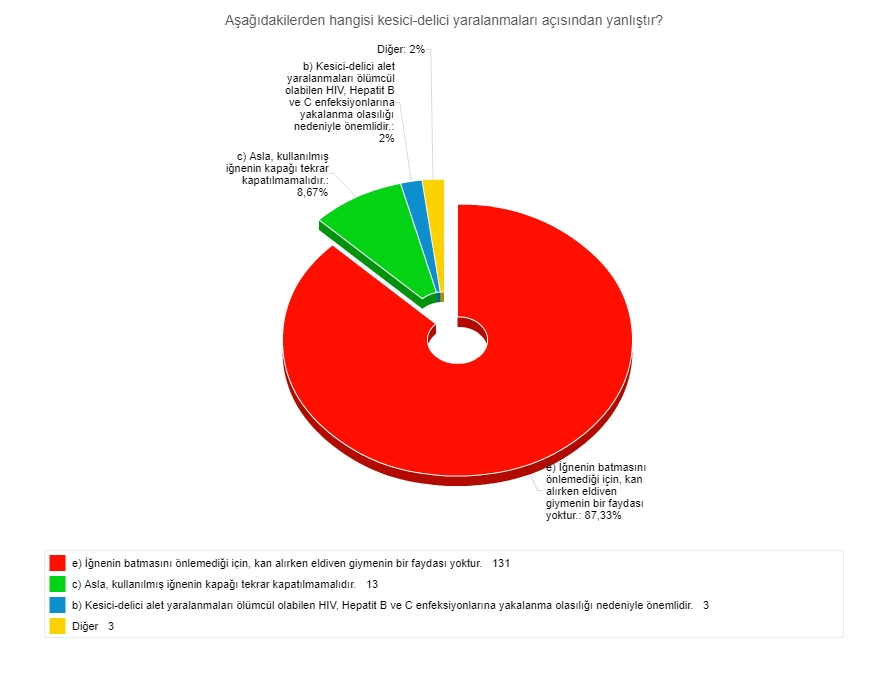 Aşağıdakilerden hangisi kesici-delici yaralanmaları açısından yanlıştır?
Diğer: 2%
b) Kesici-delici alet
yaralanmaları ölümcül
olabilen HIV, Hepatit B
ve C enfeksiyonlarına
yakalanma olasılığı
nedeniyle önemlidir.:
2%
c) Asla, kullanılmış
iğnenin kapağı tekrar
kapatılmamalıdır.:
8,67%
e) İğnenin batmasını
önlemediği için, kan
alırken eldiven
giymenin bir faydası
yoktur.: 87,33%
e) İğnenin batmasını önlemediği için, kan alırken eldiven giymenin bir faydası yoktur. 131
c) Asla, kullanılmış iğnenin kapağı tekrar kapatılmamalıdır. 13
b) Kesici-delici alet yaralanmaları ölümcül olabilen HIV, Hepatit B ve C enfeksiyonlarına yakalanma olasılığı nedeniyle önemlidir. 3
Diğer 3